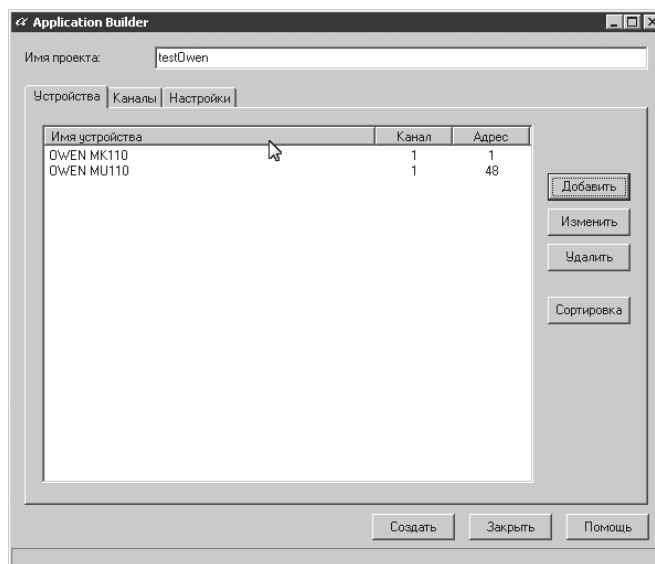 Application Builder
Имя проекта: testOwen
Устройства Каналы Настройки
Имя устройства Канал Адрес
OWEN MK110 1 1
OWEN MU110 1 48
Добавить
Изменить
Удалить
Сортировка
Создать Закрыть Помощь